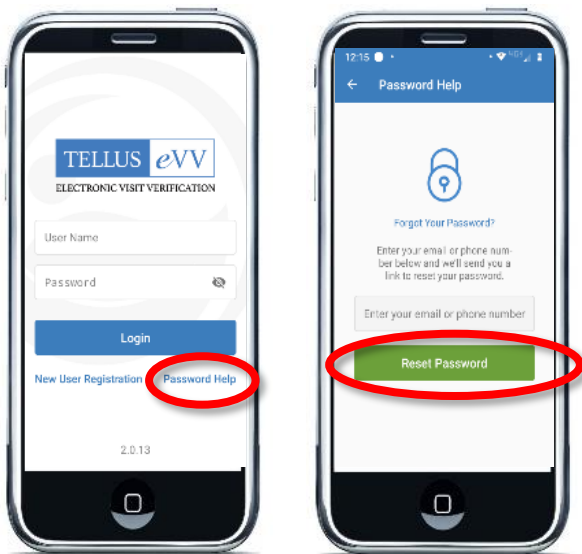 TELLUS eVV
ELECTRONIC VISIT VERIFICATION
User Name
Password
Login
New User Registration
Password Help
2.0.13
12:15
Password Help
Forgot Your Password?
Enter your email or phone num-
ber below and we'll send you a
link to reset your password.
Enter your email or phone number
Reset Password